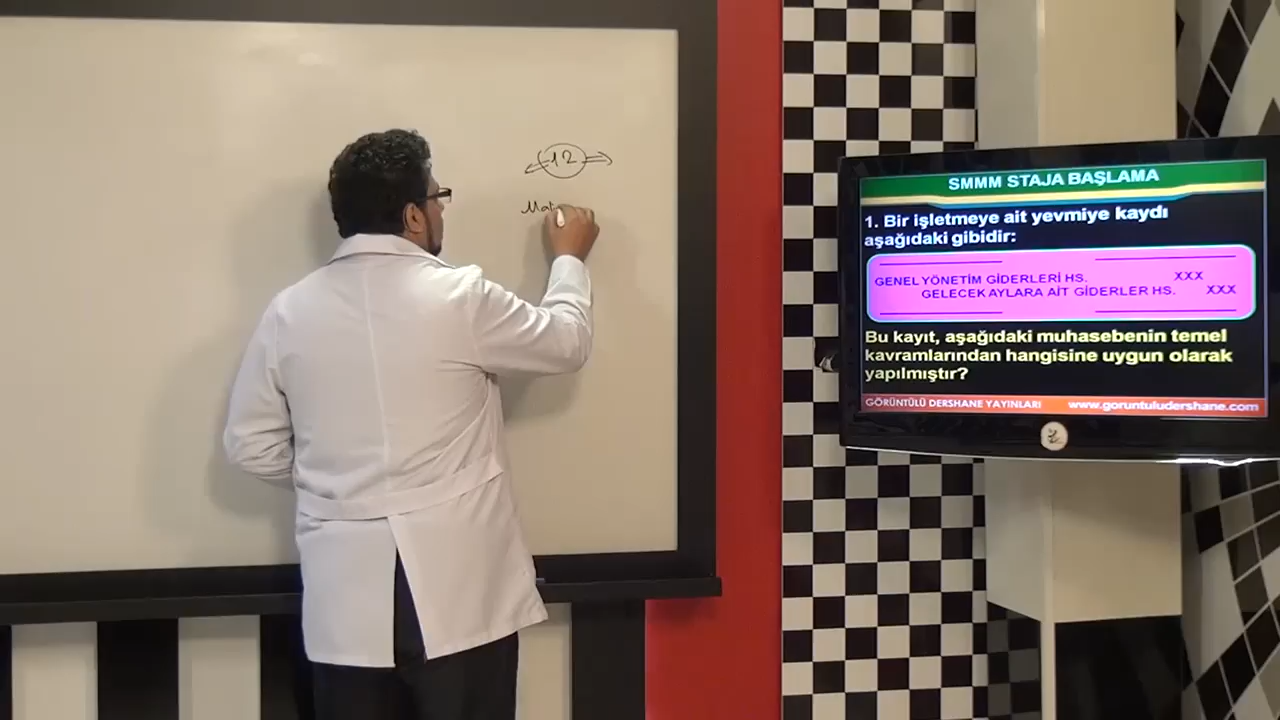 12
Mat
SMMM STAJA BAŞLAMA
1. Bir işletmeye ait yevmiye kaydı
aşağıdaki gibidir:
GENEL YÖNETİM GİDERLERİ HS. XXX
GELECEK AYLARA AİT GİDERLER HS. XXX
Bu kayıt, aşağıdaki muhasebenin temel
kavramlarından hangisine uygun olarak
yapılmıştır?
GÖRÜNTÜLÜ DERSHANE YAYINLARI www.goruntuludershane.com